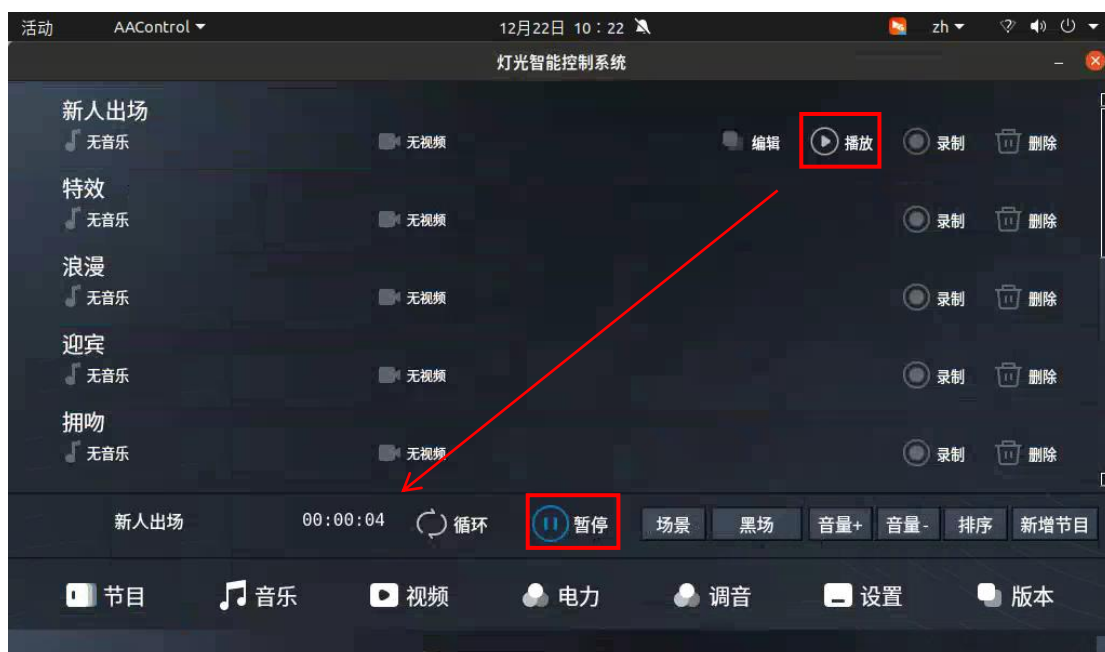 活动 AAControl 12月22日 10：22 zh
灯光智能控制系统
新人出场
无音乐 无视频 编辑 播放 录制 删除
特效
无音乐 无视频 录制 删除
浪漫
无音乐 无视频 录制 删除
迎宾
无音乐 无视频 录制 删除
拥吻
无音乐 无视频 录制 删除
新人出场 00:00:04 循环 暂停 场景 黑场 音量+ 音量- 排序 新增节目
节目 音乐 视频 电力 调音 设置 版本